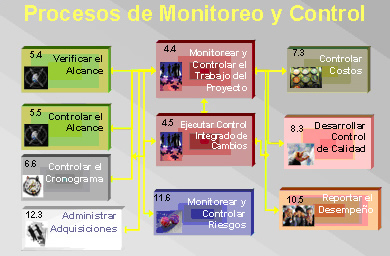 Procesos de Monitoreo y Control
5.4
Verificar el
Alcance
4.4
Monitorear y
Controlar el
Trabajo del
Proyecto
7.3
Controlar
Costos
5.5
Controlar el
Alcance
4.5
Ejecutar Control
Integrado de
Cambios
8.3
Desarrollar
Control
de Calidad
6.6
Controlar el
Cronograma
11.6
Monitorear y
Controlar
Riesgos
10.5
Reportar el
Desempeño
12.3
Administrar
Adquisiciones